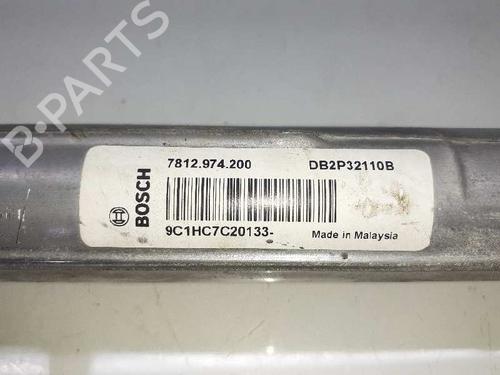 B-PARTS
7812.974.200 DB2P32110B
BOSCH
9C1HC7C20133- Made in Malaysia